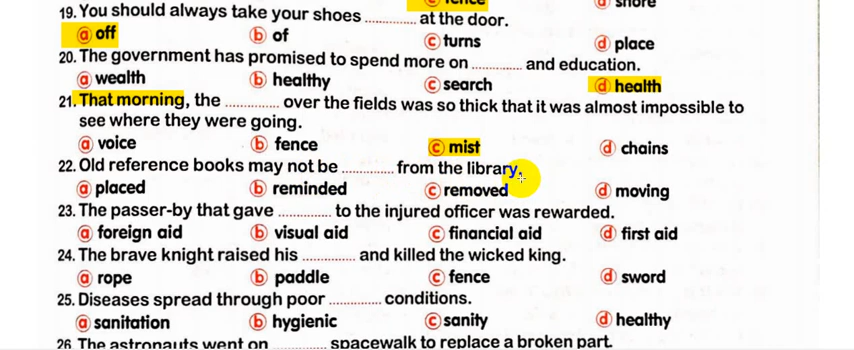 c fence d shore
19. You should always take your shoes ............ at the door.
a off b of c turns d place
20. The government has promised to spend more on ............ and education.
a wealth b healthy c search d health
21. That morning, the ............ over the fields was so thick that it was almost impossible to
see where they were going.
a voice b fence c mist d chains
22. Old reference books may not be ............ from the library.
a placed b reminded c removed d moving
23. The passer-by that gave ............ to the injured officer was rewarded.
a foreign aid b visual aid c financial aid d first aid
24. The brave knight raised his ............ and killed the wicked king.
a rope b paddle c fence d sword
25. Diseases spread through poor ............ conditions.
a sanitation b hygienic c sanity d healthy
26. The astronauts went on ............ spacewalk to replace a broken part.